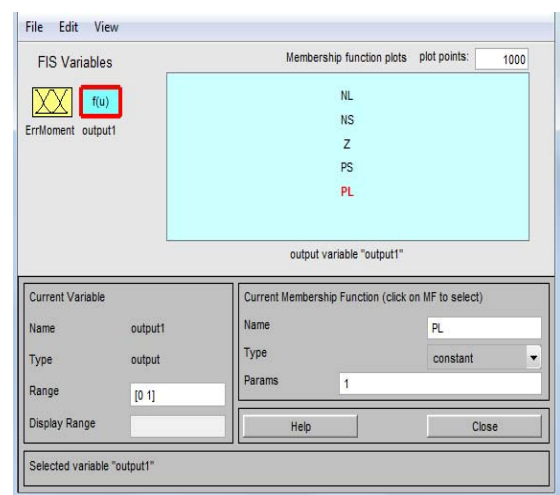 File Edit View
FIS Variables
Membership function plots plot points: 1000
f(u)
ErrMoment output1
NL
NS
Z
PS
PL
output variable "output1"
Current Variable
Name output1
Type output
Range [0 1]
Display Range
Current Membership Function (click on MF to select)
Name PL
Type constant
Params 1
Help Close
Selected variable "output1"